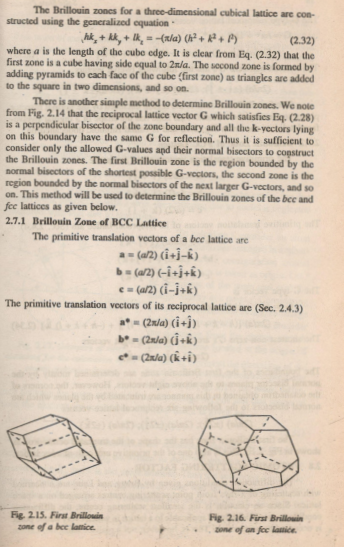 The Brillouin zones for a three-dimensional cubical lattice are con-
structed using the generalized equation -
hkₓ + kkᵧ + lk_z = –(π/a) (h² + k² + l²) (2.32)
where a is the length of the cube edge. It is clear from Eq. (2.32) that the
first zone is a cube having side equal to 2π/a. The second zone is formed by
adding pyramids to each face of the cube (first zone) as triangles are added
to the square in two dimensions, and so on.
There is another simple method to determine Brillouin zones. We note
from Fig. 2.14 that the reciprocal lattice vector G which satisfies Eq. (2.28)
is a perpendicular bisector of the zone boundary and all the k-vectors lying
on this boundary have the same G for reflection. Thus it is sufficient to
consider only the allowed G-values and their normal bisectors to construct
the Brillouin zones. The first Brillouin zone is the region bounded by the
normal bisectors of the shortest possible G-vectors, the second zone is the
region bounded by the normal bisectors of the next larger G-vectors, and so
on. This method will be used to determine the Brillouin zones of the bcc and
fcc lattices as given below.
2.7.1 Brillouin Zone of BCC Lattice
The primitive translation vectors of a bcc lattice are
a = (a/2) (î+ĵ–k̂)
b = (a/2) (–î+ĵ+k̂)
c = (a/2) (î–ĵ+k̂)
The primitive translation vectors of its reciprocal lattice are (Sec. 2.4.3)
a* = (2π/a) (î+ĵ)
b* = (2π/a) (ĵ+k̂)
c* = (2π/a) (k̂+î)
Fig. 2.15. First Brillouin
zone of a bcc lattice.
Fig. 2.16. First Brillouin
zone of an fcc lattice.